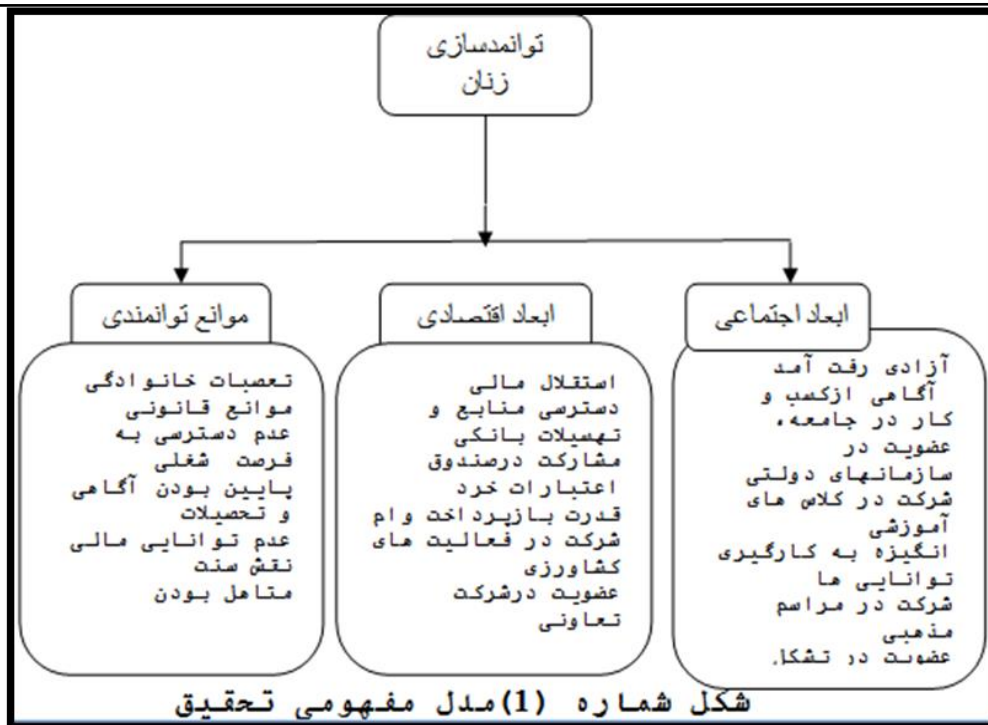 توانمدسازی
زنان
ابعاد اجتماعی
آزادی رفت آمد
آگاهی ازکسب و
کار در جامعه،
عضویت در
سازمانهای دولتی
شرکت در کلاس های
آموزشی
انگیزه به کارگیری
توانایی ها
شرکت در مراسم
مذهبی
عضویت در تشکل
ابعاد اقتصادی
استقلال مالی
دسترسی منابع و
تهسیلات بانکی
مشارکت درصندوق
اعتبارات خرد
قدرت بازپرداخت وام
شرکت در فعالیت های
کشاورزی
عضویت درشرکت
تعاونی
موانع توانمندی
تعصبات خانوادگی
موانع قانونی
عدم دسترسی به
فرصت شغلی
پایین بودن آگاهی
و تحصیلات
عدم توانایی مالی
نقش سنت
متاهل بودن
شکل شماره (1)مدل مفهومی تحقیق